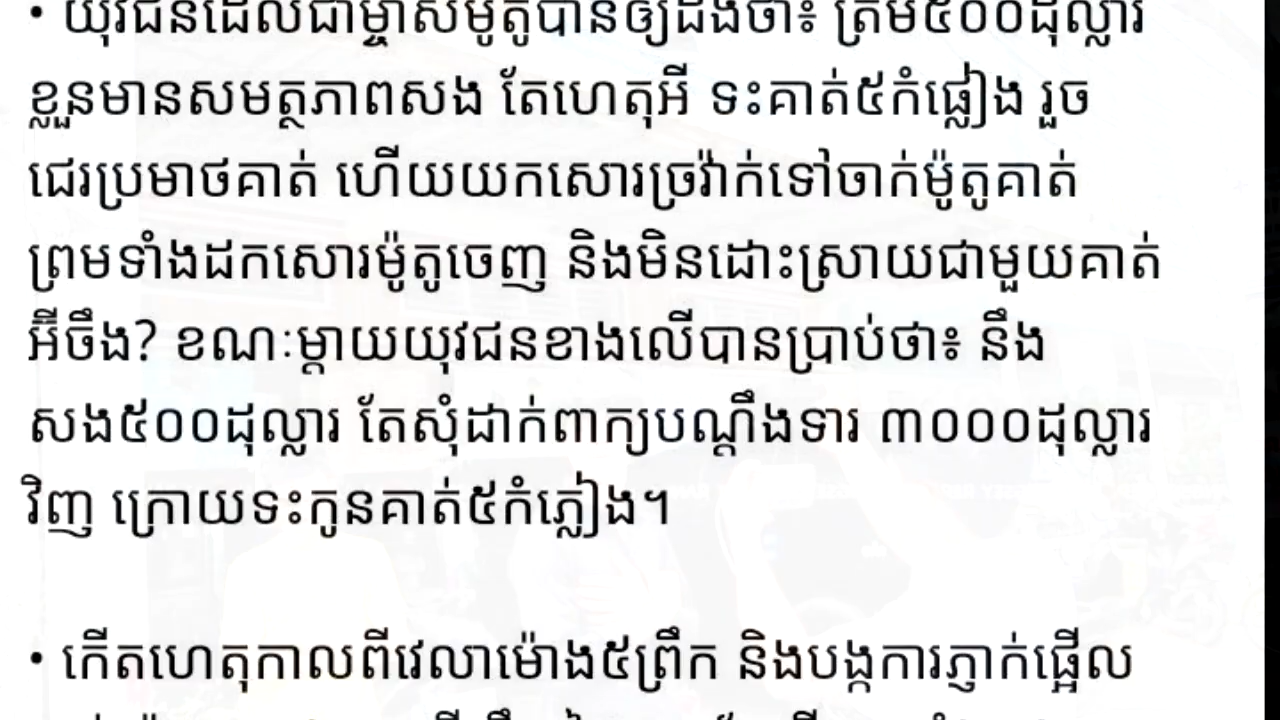 • យុវជនដែលជាម្ចាស់ម៉ូតូបានឲ្យដឹងថា៖ ត្រឹម៥០០ដុល្លារ
ខ្លួនមានសមត្ថភាពសង តែហេតុអី ទះគាត់៥កំផ្លៀង រួច
ជេរប្រមាថគាត់ ហើយយកសោរច្រវ៉ាក់ទៅចាក់ម៉ូតូគាត់
ព្រមទាំងដកសោរម៉ូតូចេញ និងមិនដោះស្រាយជាមួយគាត់
អ៊ីចឹង? ខណៈម្ដាយយុវជនខាងលើបានប្រាប់ថា៖ នឹង
សង៥០០ដុល្លារ តែសុំដាក់ពាក្យបណ្ដឹងទារ ៣០០០ដុល្លារ
វិញ ក្រោយទះកូនគាត់៥កំភ្លៀង។
• កើតហេតុកាលពីវេលាម៉ោង៥ព្រឹក និងបង្កការភ្ញាក់ផ្អើល